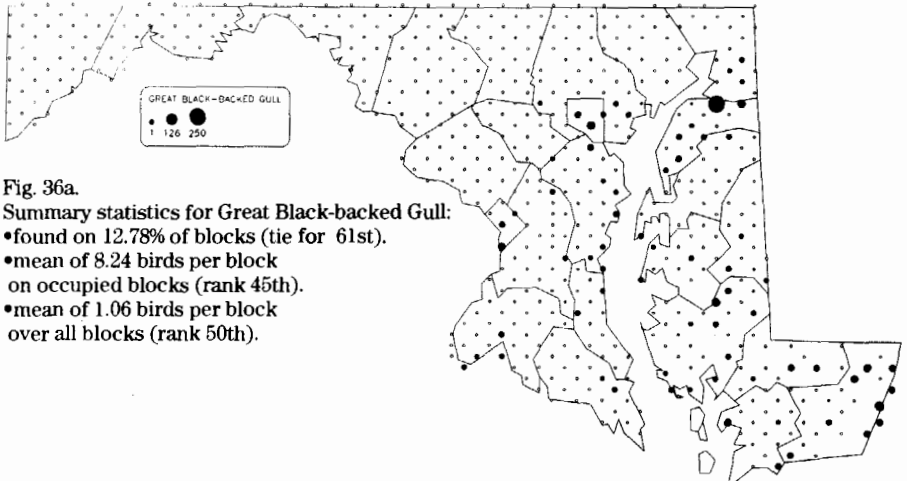 GREAT BLACK-BACKED GULL
1 126 250
Fig. 36a.
Summary statistics for Great Black-backed Gull:
•found on 12.78% of blocks (tie for 61st).
•mean of 8.24 birds per block
on occupied blocks (rank 45th).
•mean of 1.06 birds per block
over all blocks (rank 50th).